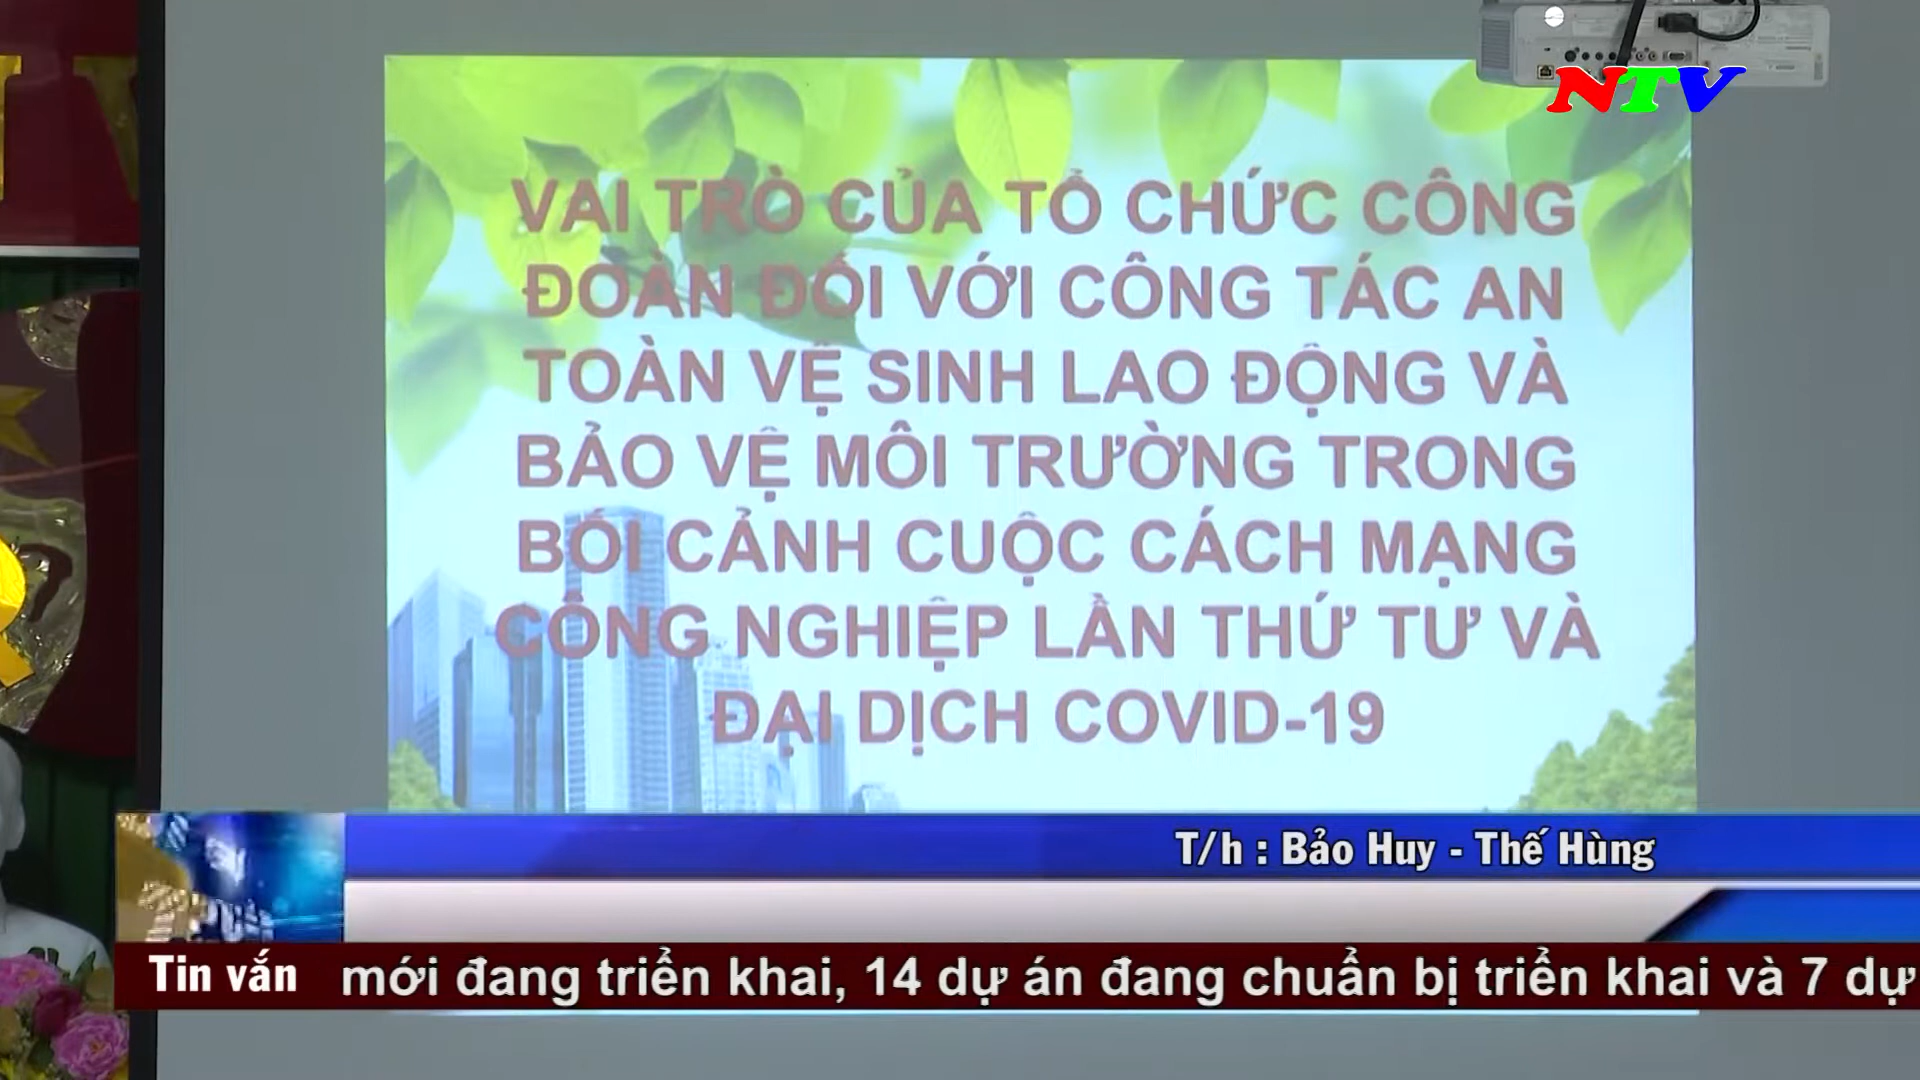 NTV
VAI TRÒ CỦA TỔ CHỨC CÔNG
ĐOÀN ĐỐI VỚI CÔNG TÁC AN
TOÀN VỆ SINH LAO ĐỘNG VÀ
BẢO VỆ MÔI TRƯỜNG TRONG
BỐI CẢNH CUỘC CÁCH MẠNG
CÔNG NGHIỆP LẦN THỨ TƯ VÀ
ĐẠI DỊCH COVID-19
T/h : Bảo Huy - Thế Hùng
Tin vắn mới đang triển khai, 14 dự án đang chuẩn bị triển khai và 7 dự